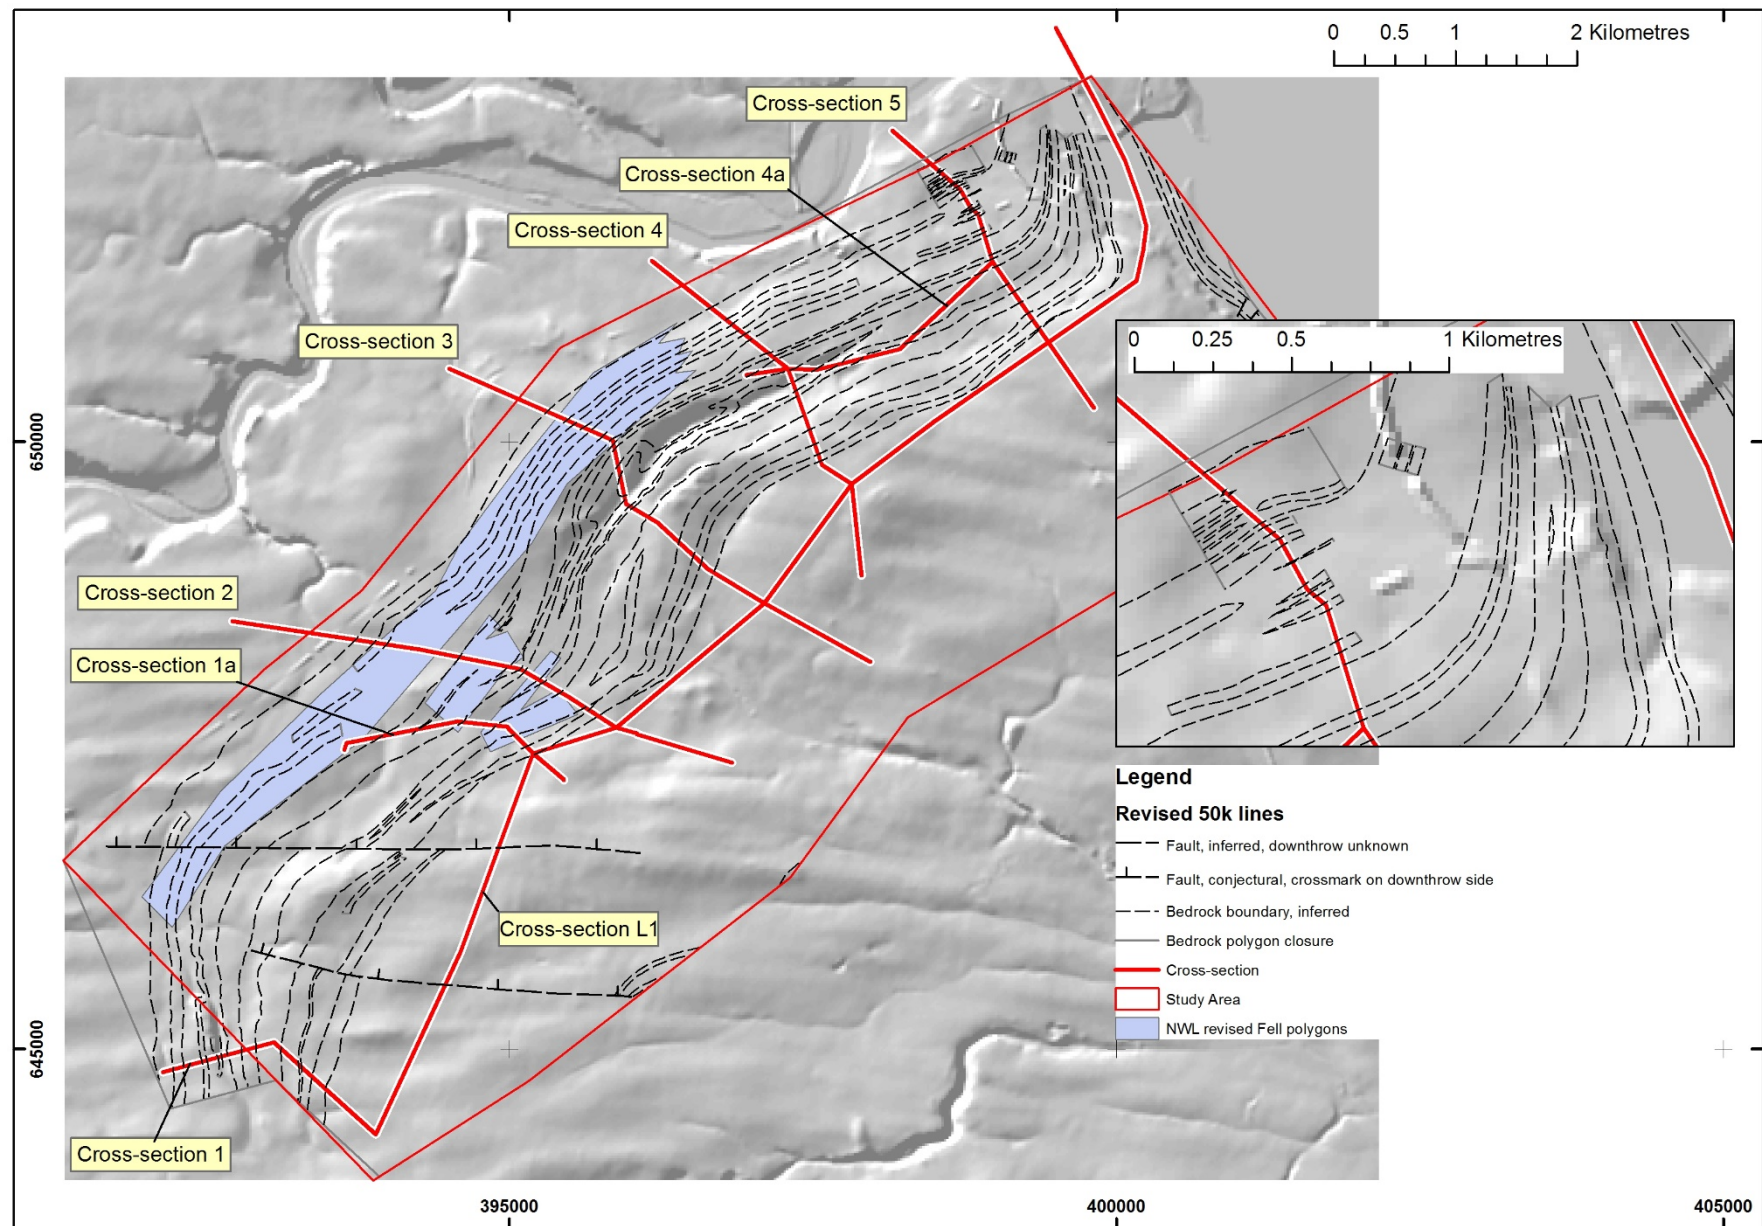 0 0.5 1 2 Kilometres
Cross-section 5
Cross-section 4a
Cross-section 4
Cross-section 3
0 0.25 0.5 1 Kilometres
650000
Cross-section 2
Cross-section 1a
Cross-section L1
Legend
Revised 50k lines
Fault, inferred, downthrow unknown
Fault, conjectural, crossmark on downthrow side
Bedrock boundary, inferred
Bedrock polygon closure
Cross-section
Study Area
NWL revised Fell polygons
645000
Cross-section 1
395000 400000 405000